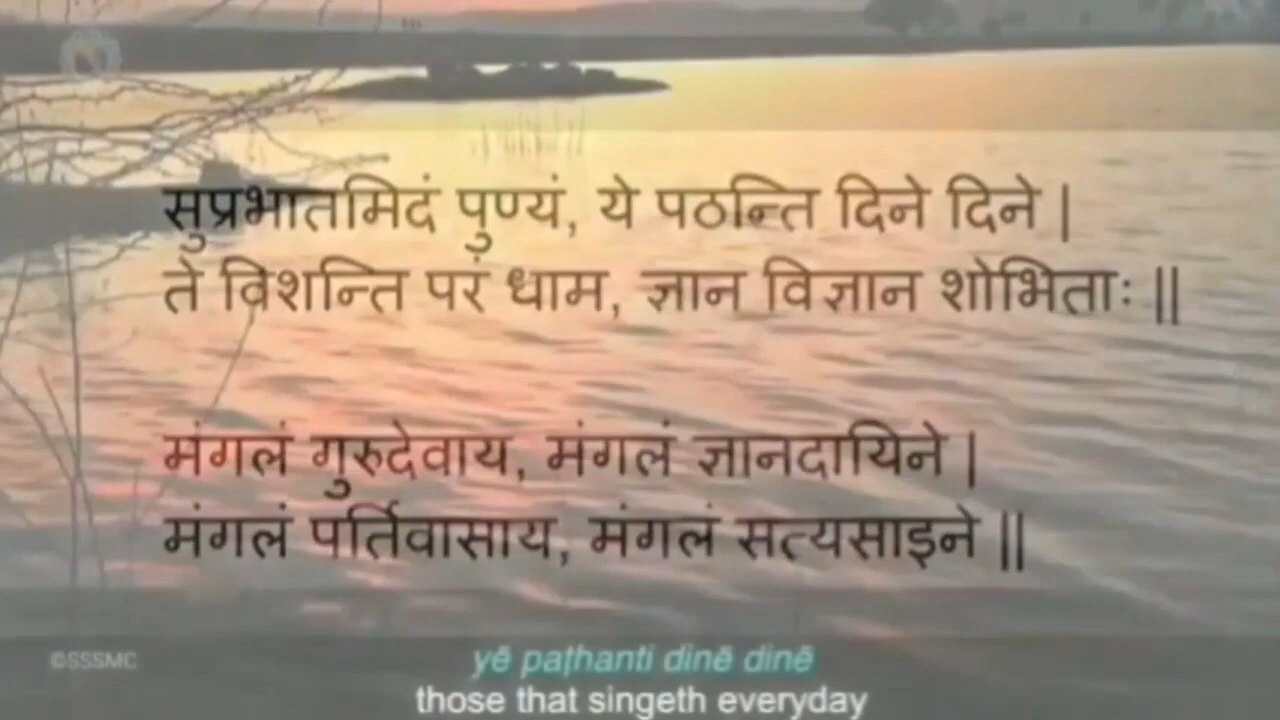 सुप्रभातमिदं पुण्यं, ये पठन्ति दिने दिने |
ते विशन्ति परं धाम, ज्ञान विज्ञान शोभिताः ||
मंगलं गुरुदेवाय, मंगलं ज्ञानदायिने |
मंगलं पर्तिवासाय, मंगलं सत्यसाइने ||
©SSSMC
yē paṭhanti dinē dinē
those that singeth everyday